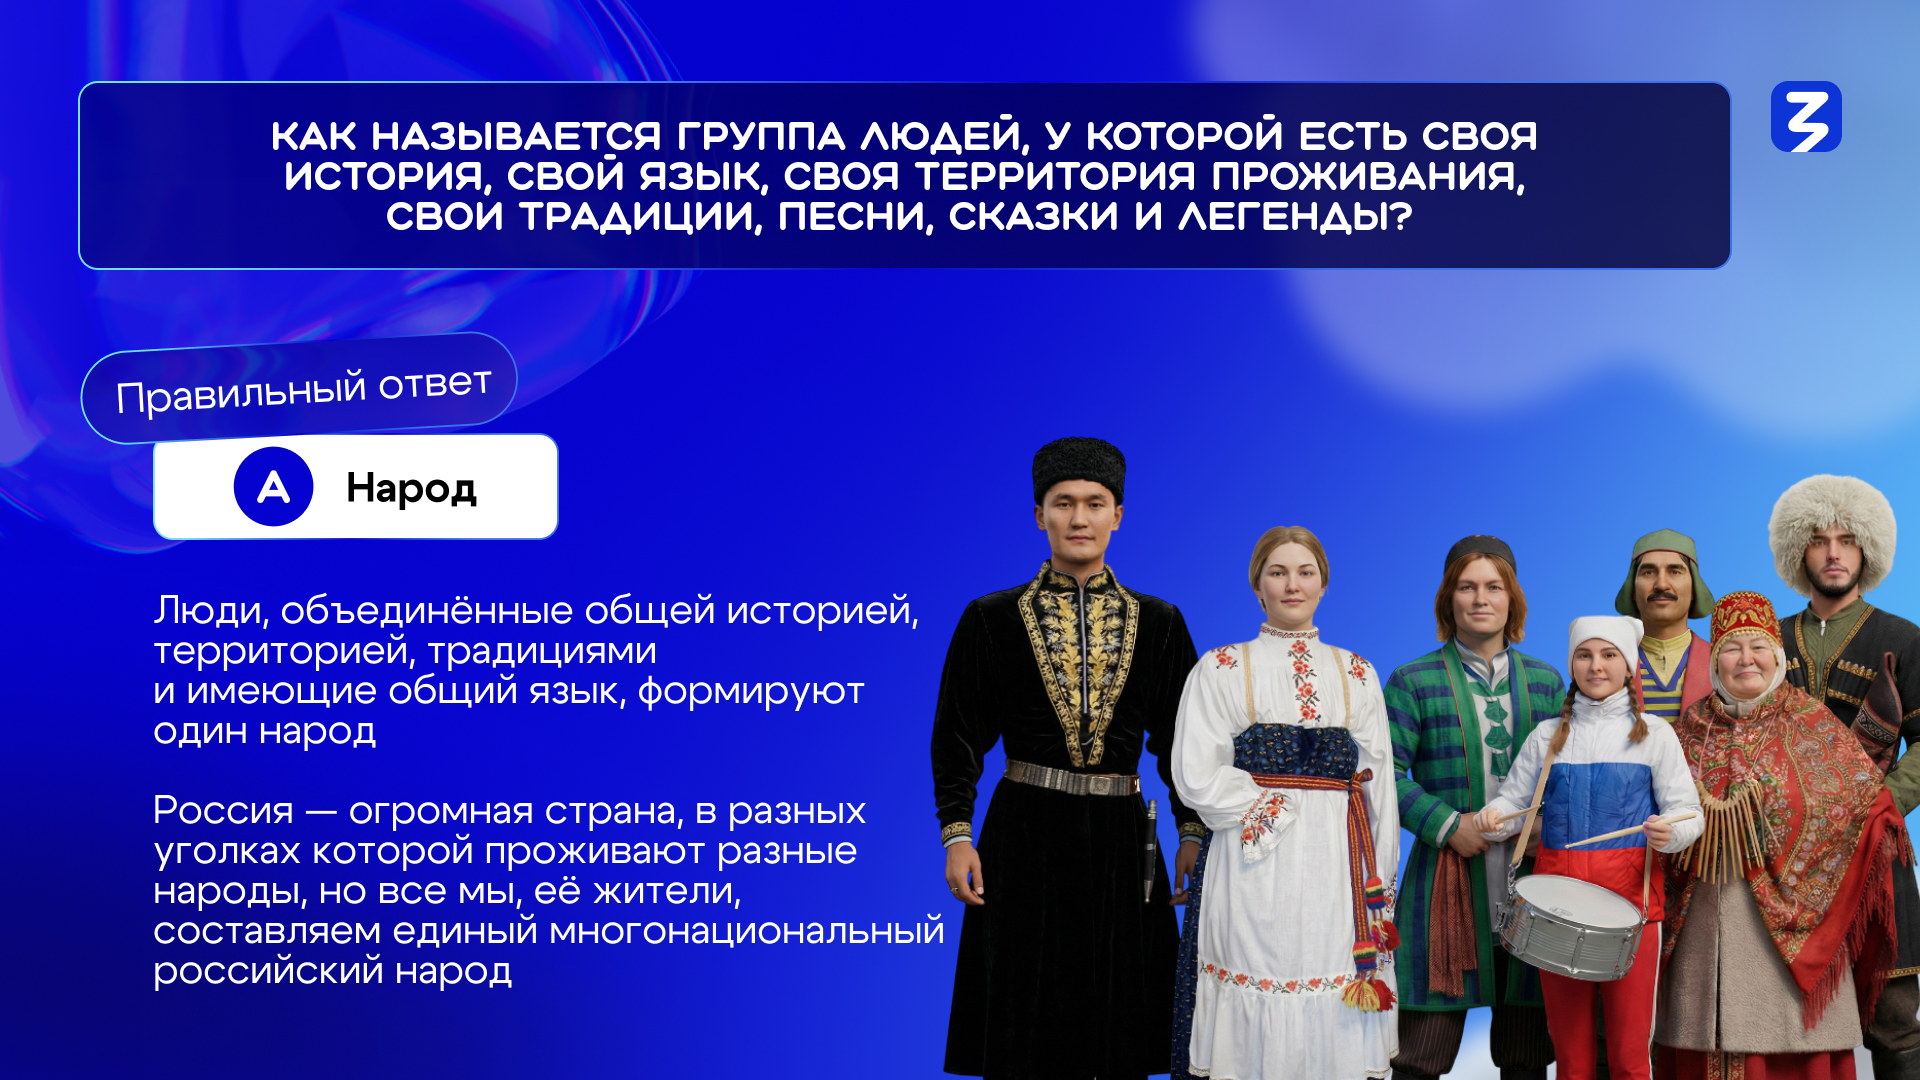 КАК НАЗЫВАЕТСЯ ГРУППА ЛЮДЕЙ, У КОТОРОЙ ЕСТЬ СВОЯ
ИСТОРИЯ, СВОЙ ЯЗЫК, СВОЯ ТЕРРИТОРИЯ ПРОЖИВАНИЯ,
СВОИ ТРАДИЦИИ, ПЕСНИ, СКАЗКИ И ЛЕГЕНДЫ?
Правильный ответ
А Народ
Люди, объединённые общей историей,
территорией, традициями
и имеющие общий язык, формируют
один народ
Россия — огромная страна, в разных
уголках которой проживают разные
народы, но все мы, её жители,
составляем единый многонациональный
российский народ